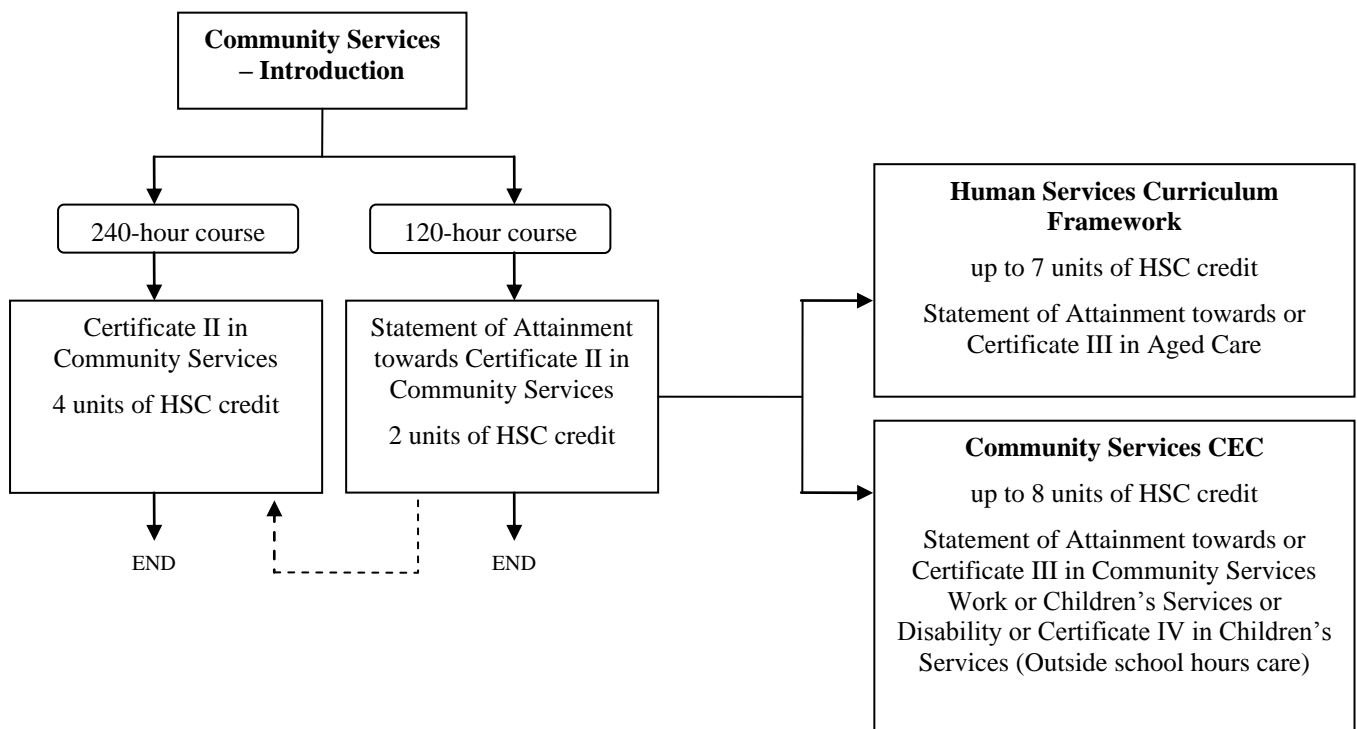 Community Services
– Introduction
240-hour course
120-hour course
Certificate II in
Community Services
4 units of HSC credit
Statement of Attainment
towards Certificate II in
Community Services
2 units of HSC credit
END
END
Human Services Curriculum
Framework
up to 7 units of HSC credit
Statement of Attainment towards or
Certificate III in Aged Care
Community Services CEC
up to 8 units of HSC credit
Statement of Attainment towards or
Certificate III in Community Services
Work or Children’s Services or
Disability or Certificate IV in Children’s
Services (Outside school hours care)